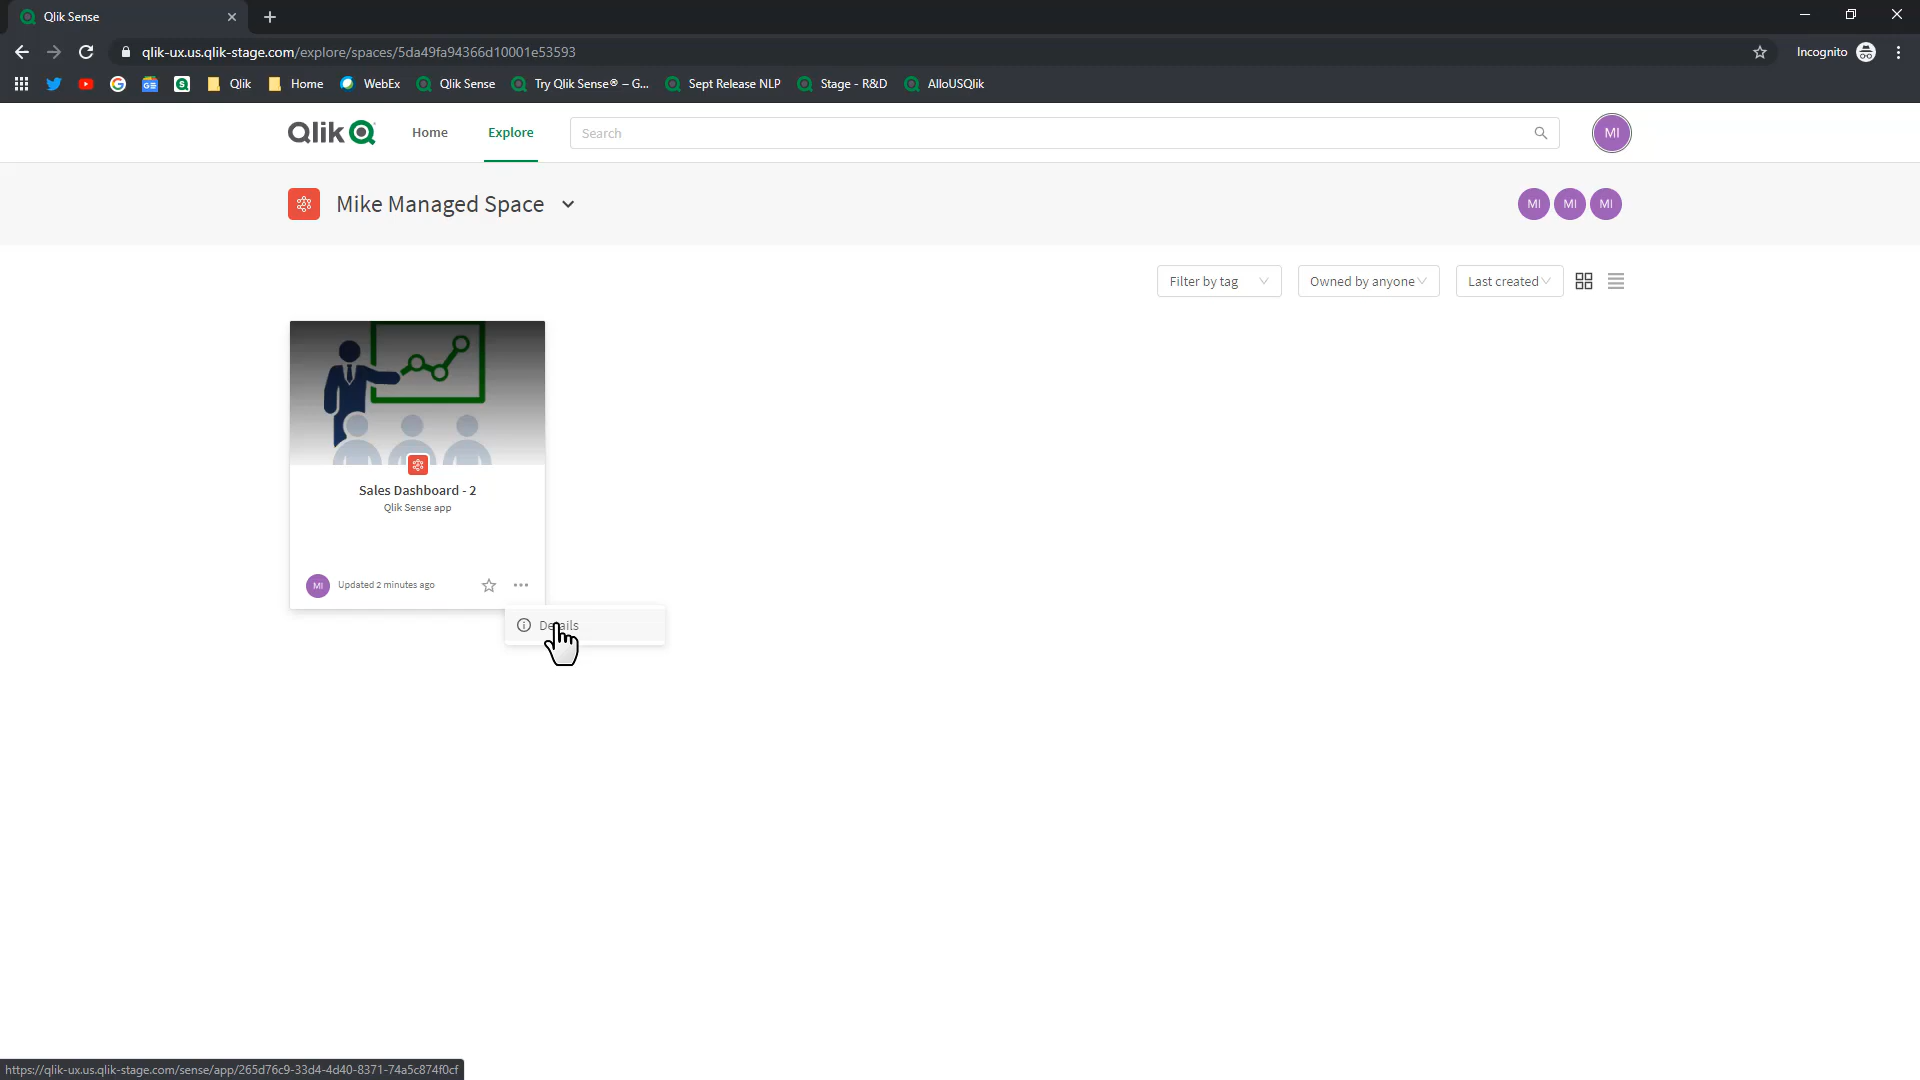 Qlik Sense
qlik-ux.us.qlik-stage.com/explore/spaces/5da49fa94366d10001e53593
Incognito
Qlik
Home
WebEx
Qlik Sense
Try Qlik Sense® – G...
Sept Release NLP
Stage - R&D
AlloUSQlik
Qlik
Home
Explore
Search
MI
Mike Managed Space
MI MI MI
Filter by tag
Owned by anyone
Last created
Sales Dashboard - 2
Qlik Sense app
MI
Updated 2 minutes ago
Details
https://qlik-ux.us.qlik-stage.com/sense/app/265d76c9-33d4-4d40-8371-74a5c874f0cf